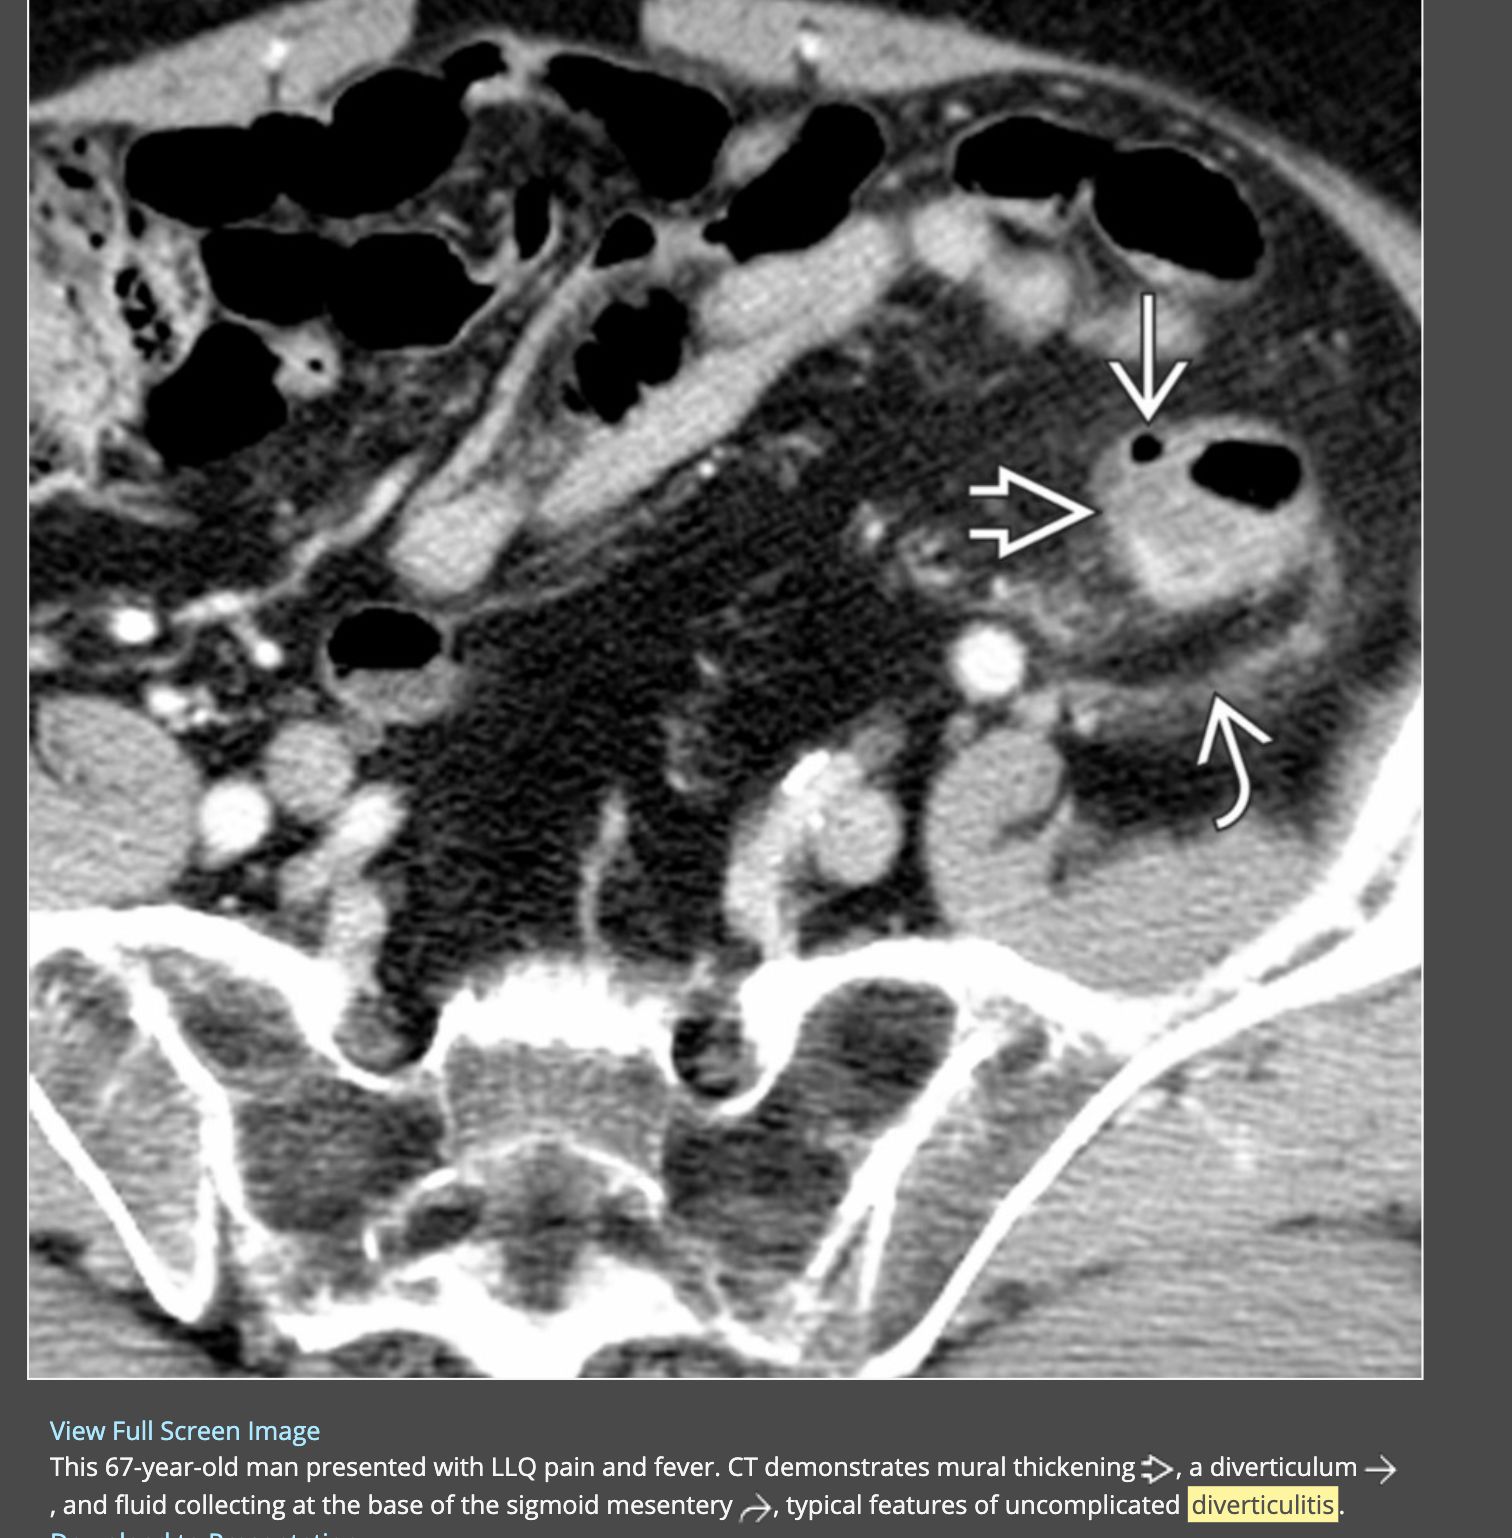 View Full Screen Image
This 67-year-old man presented with LLQ pain and fever. CT demonstrates mural thickening, a diverticulum
, and fluid collecting at the base of the sigmoid mesentery, typical features of uncomplicated diverticulitis.